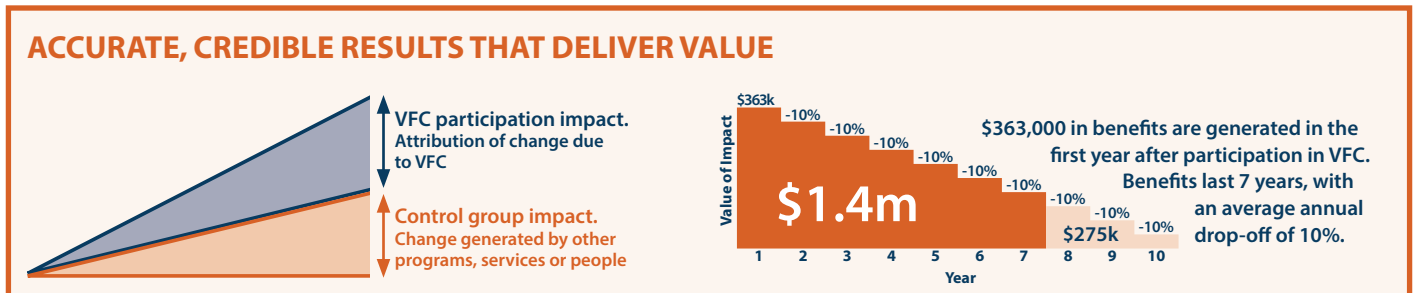 ACCURATE, CREDIBLE RESULTS THAT DELIVER VALUE
VFC participation impact.
Attribution of change due
to VFC
Control group impact.
Change generated by other
programs, services or people
Value of Impact
$363k
-10%
-10%
-10%
-10%
-10%
-10%
-10%
-10%
-10%
$1.4m
$275k
1 2 3 4 5 6 7 8 9 10
Year
$363,000 in benefits are generated in the
first year after participation in VFC.
Benefits last 7 years, with
an average annual
drop-off of 10%.